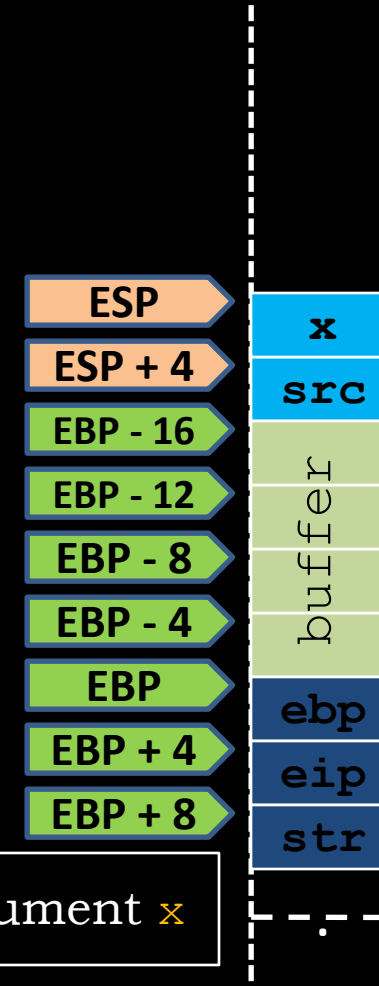 ESP
x
ESP + 4
src
EBP - 16
EBP - 12
buffer
EBP - 8
EBP - 4
EBP
ebp
EBP + 4
eip
EBP + 8
str
ument x
.